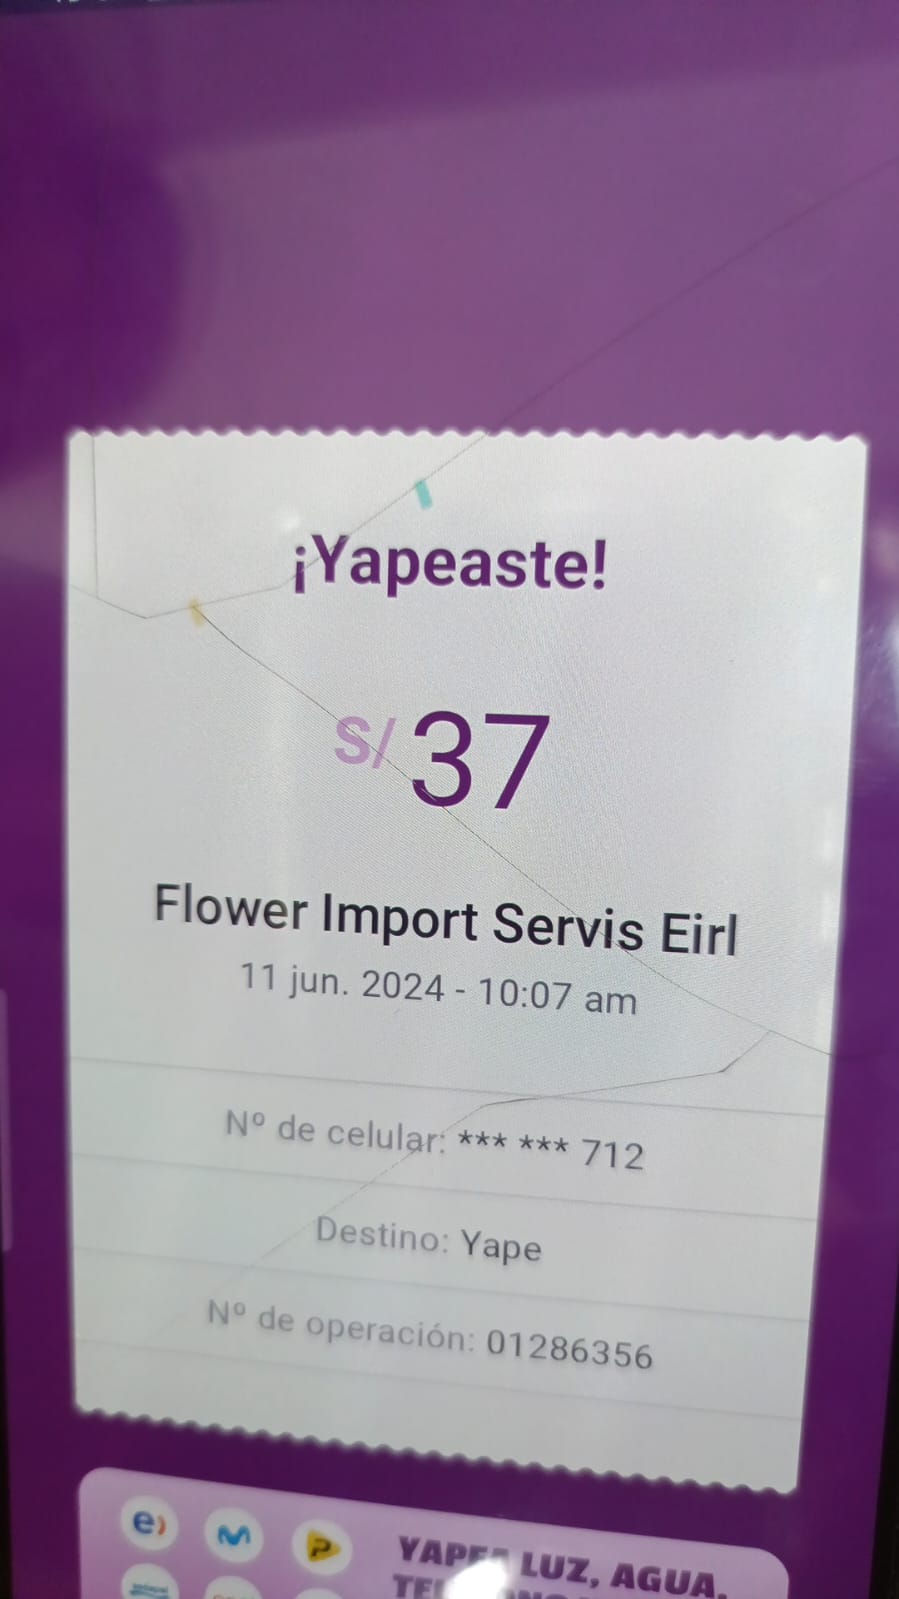 ¡Yapeaste!
S/ 37
Flower Import Servis Eirl
11 jun. 2024 - 10:07 am
Nº de celular: *** *** 712
Destino: Yape
Nº de operación: 01286356
e)
P
YAPEA LUZ, AGUA,